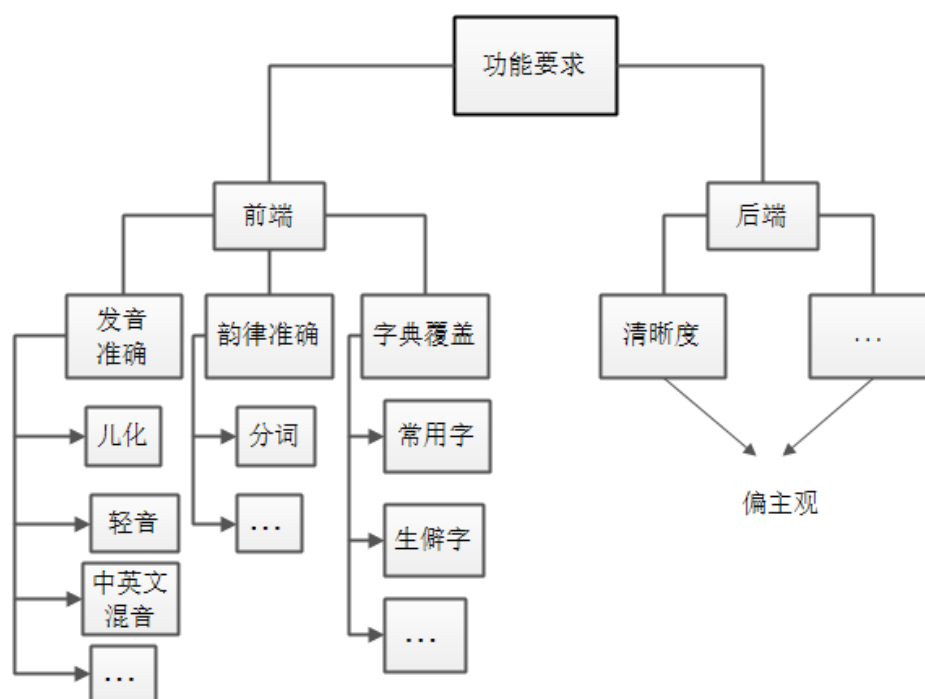 功能要求
前端
后端
发音
准确
韵律准确
字典覆盖
清晰度
...
儿化
分词
常用字
轻音
...
生僻字
偏主观
中英文
混音
...
...